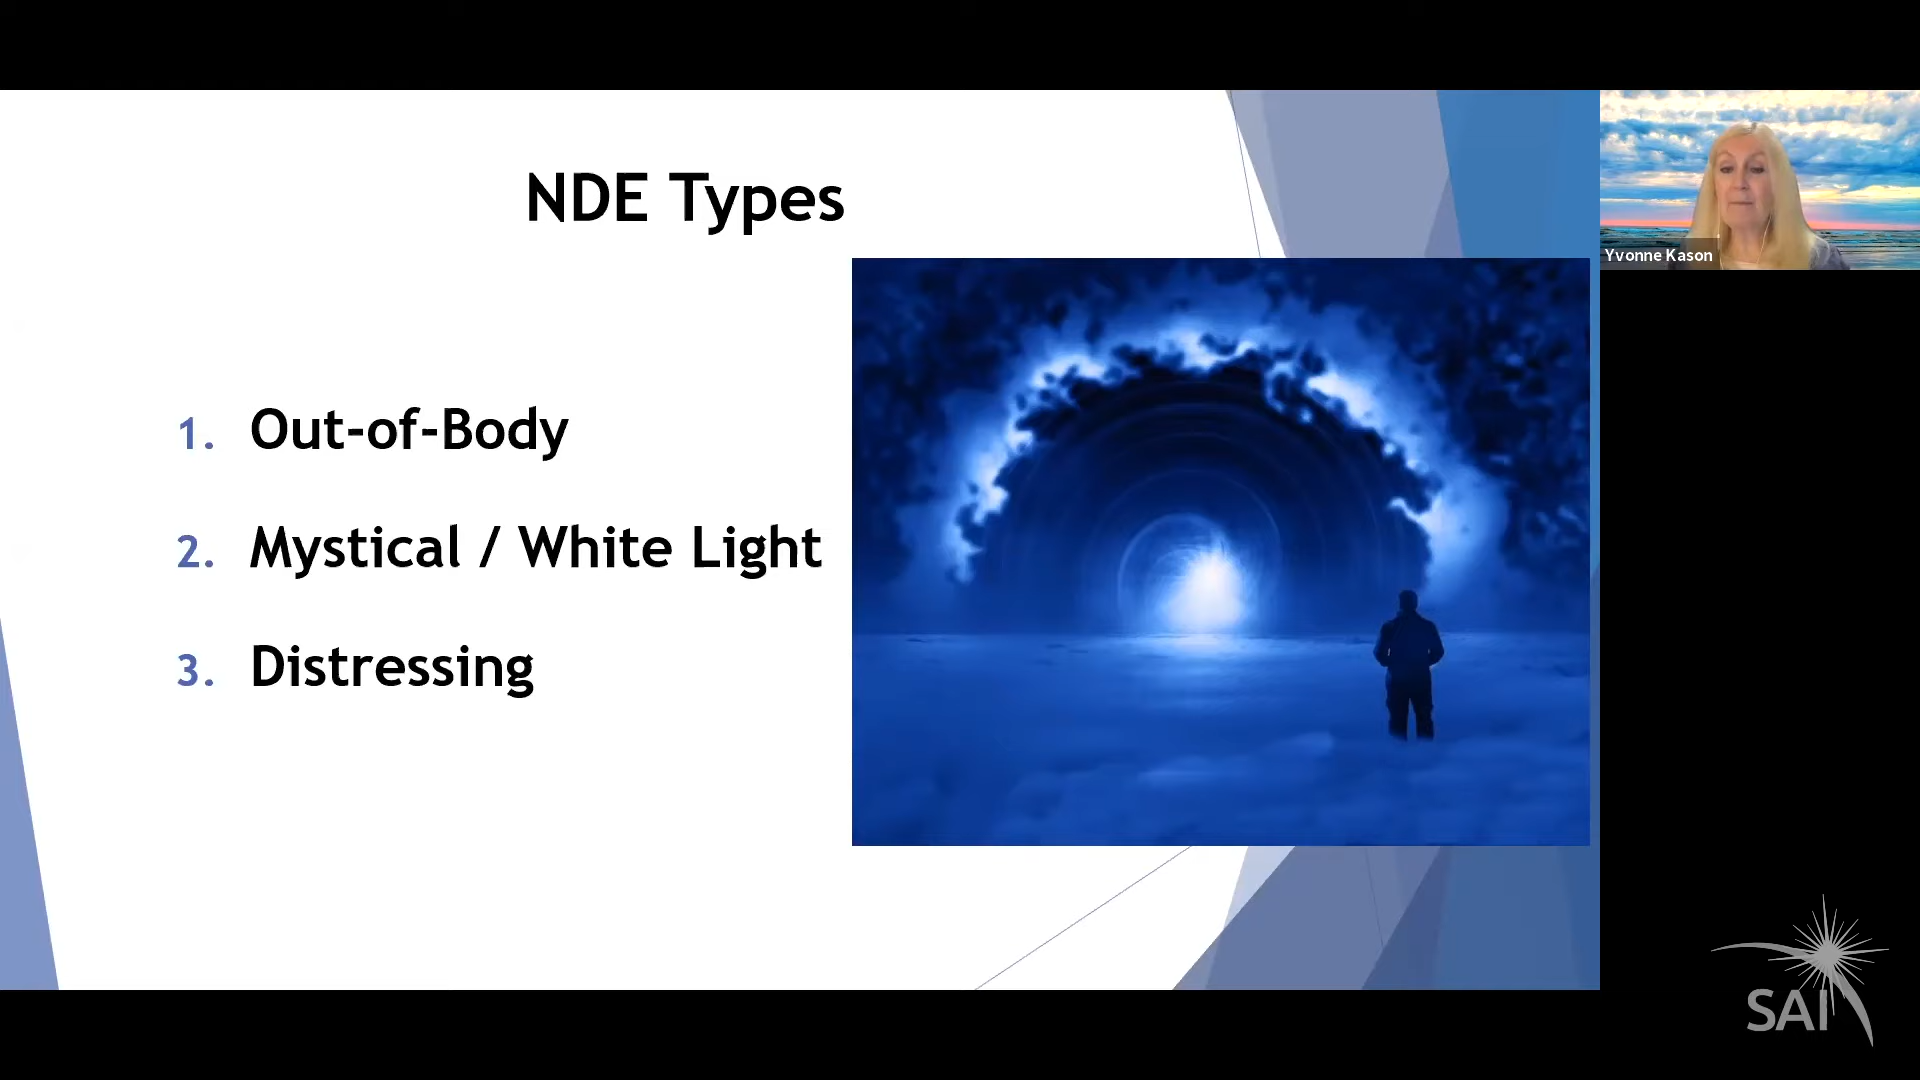 NDE Types
1. Out-of-Body
2. Mystical / White Light
3. Distressing
Yvonne Kason
SAI